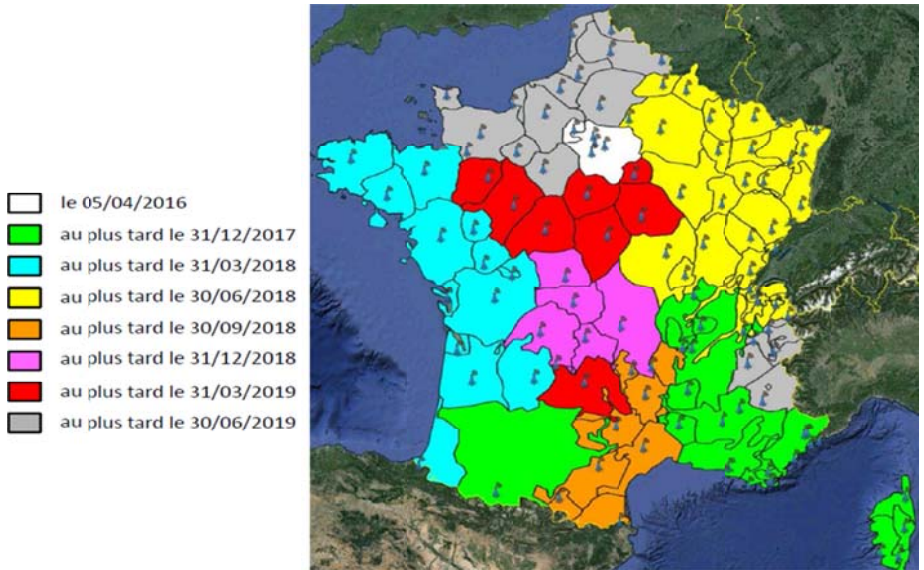 le 05/04/2016
au plus tard le 31/12/2017
au plus tard le 31/03/2018
au plus tard le 30/06/2018
au plus tard le 30/09/2018
au plus tard le 31/12/2018
au plus tard le 31/03/2019
au plus tard le 30/06/2019